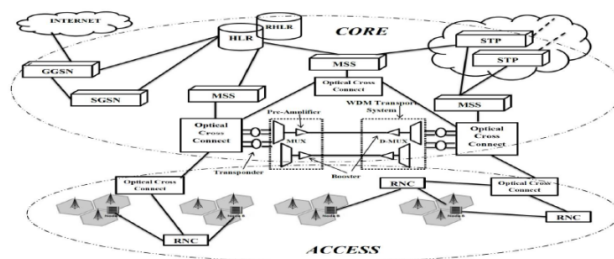 INTERNET
RHLR
HLR
CORE
STP
STP
GGSN
MSS
SGSN
MSS
Optical Cross
Connect
MSS
Pre-Amplifier
WDM Transport
System
Optical
Cross
Connect
MUX
D-MUX
Optical
Cross
Connect
Transponder
Booster
Optical Cross
Connect
RNC
Optical Cross
Connect
RNC
RNC
ACCESS